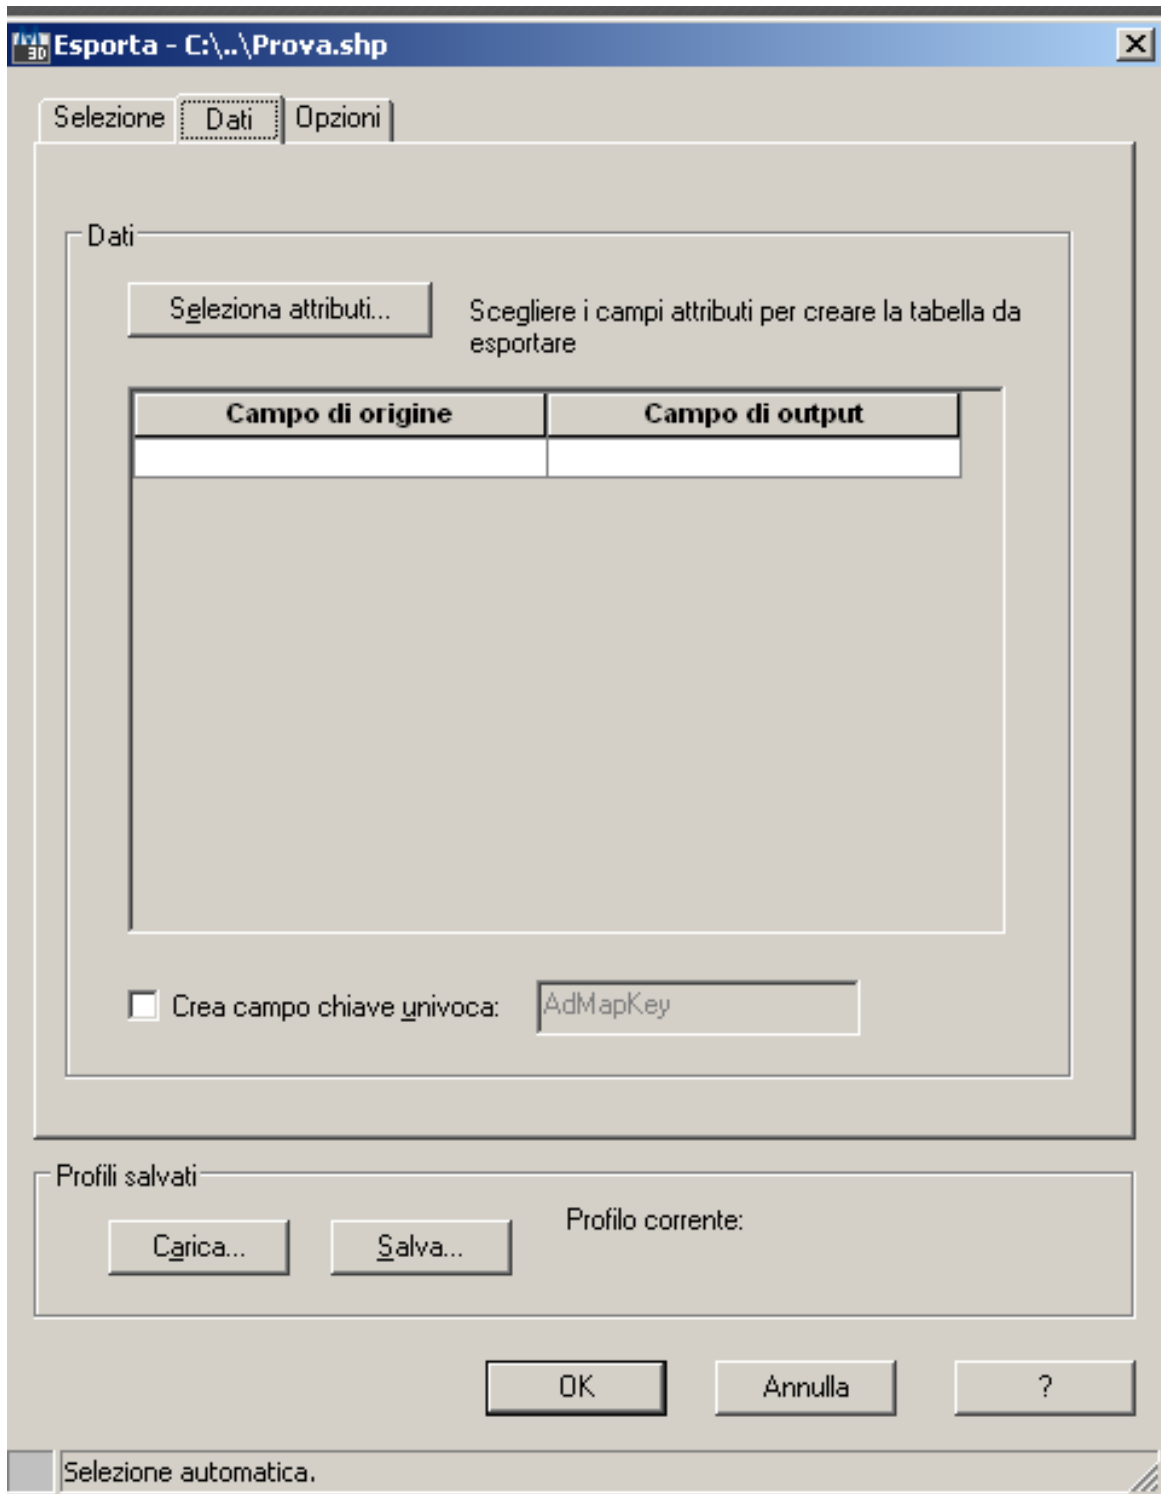 Esporta - C:\..\Prova.shp
Selezione Dati Opzioni
Dati
Seleziona attributi...
Scegliere i campi attributi per creare la tabella da
esportare
Campo di origine Campo di output
Crea campo chiave univoca: AdMapKey
Profili salvati
Carica... Salva... Profilo corrente:
OK Annulla ?
Selezione automatica.